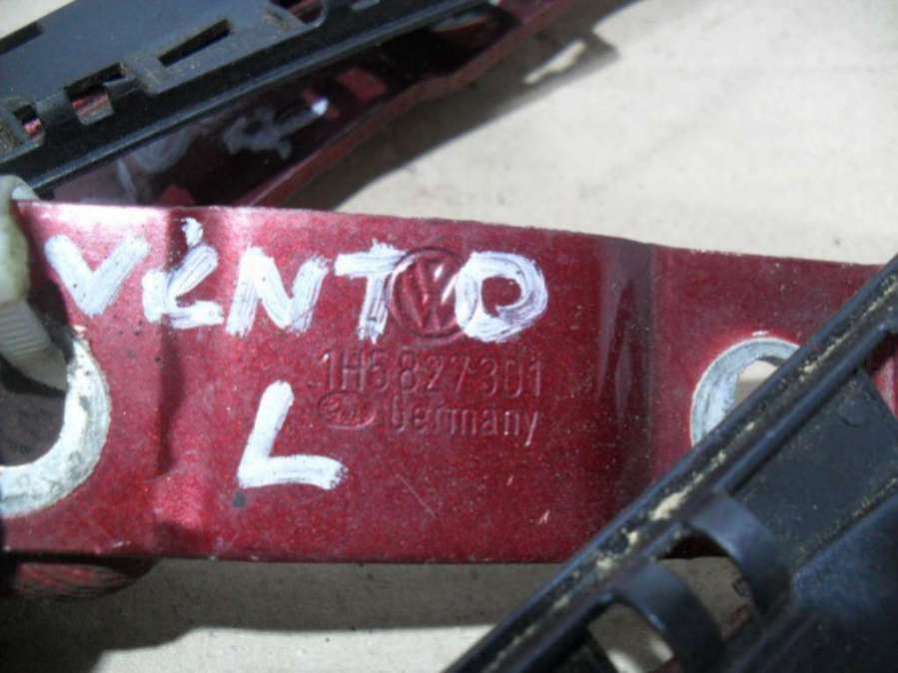 VENTO
1H5827301
Germany
L